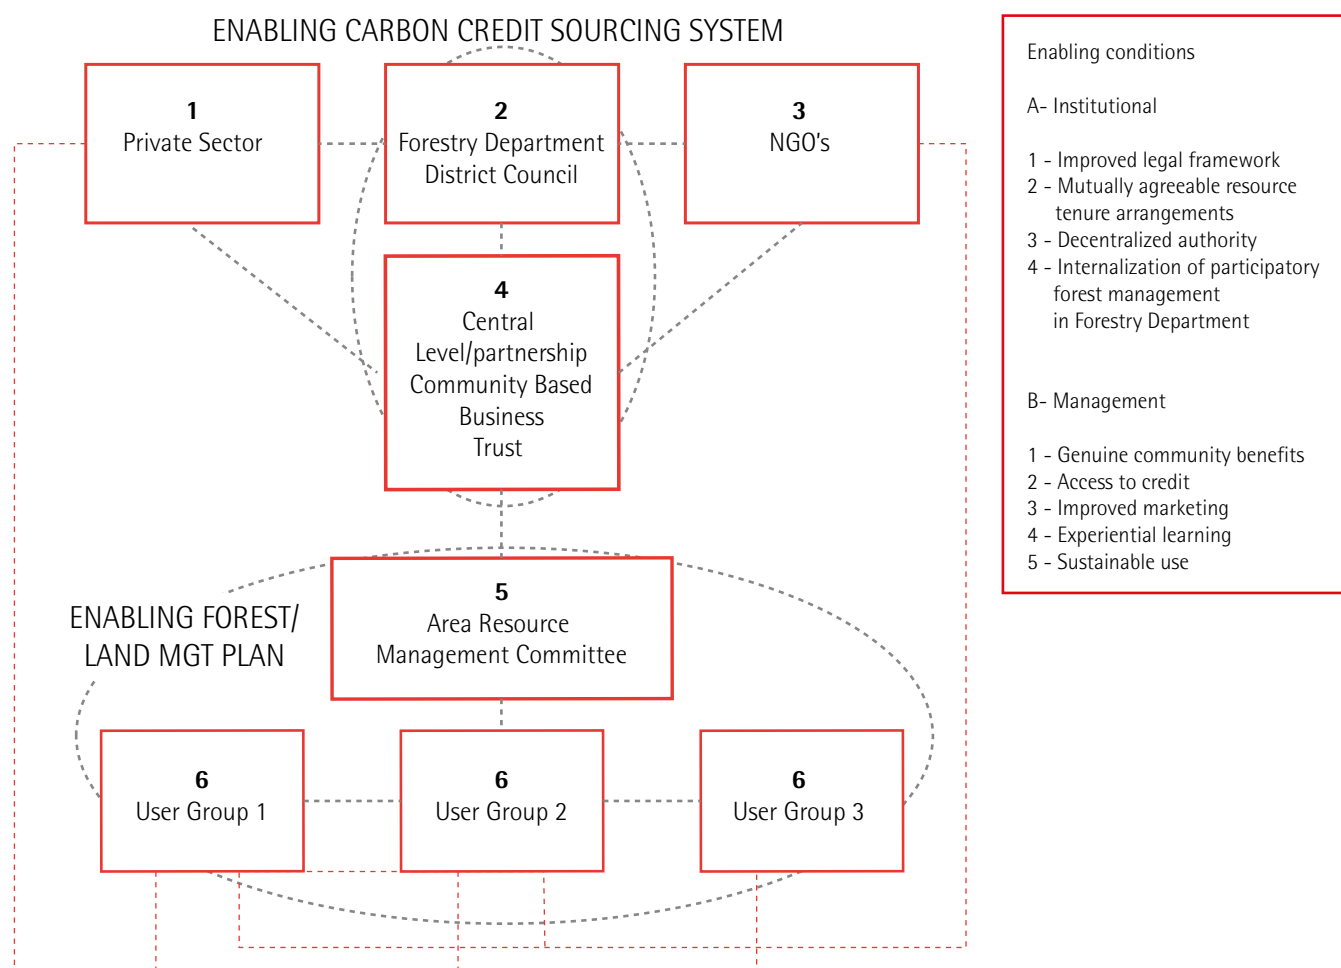 ENABLING CARBON CREDIT SOURCING SYSTEM
1
Private Sector
2
Forestry Department
District Council
3
NGO's
4
Central
Level/partnership
Community Based
Business
Trust
ENABLING FOREST/
LAND MGT PLAN
5
Area Resource
Management Committee
6
User Group 1
6
User Group 2
6
User Group 3
Enabling conditions
A- Institutional
1 - Improved legal framework
2 - Mutually agreeable resource
tenure arrangements
3 - Decentralized authority
4 - Internalization of participatory
forest management
in Forestry Department
B- Management
1 - Genuine community benefits
2 - Access to credit
3 - Improved marketing
4 - Experiential learning
5 - Sustainable use